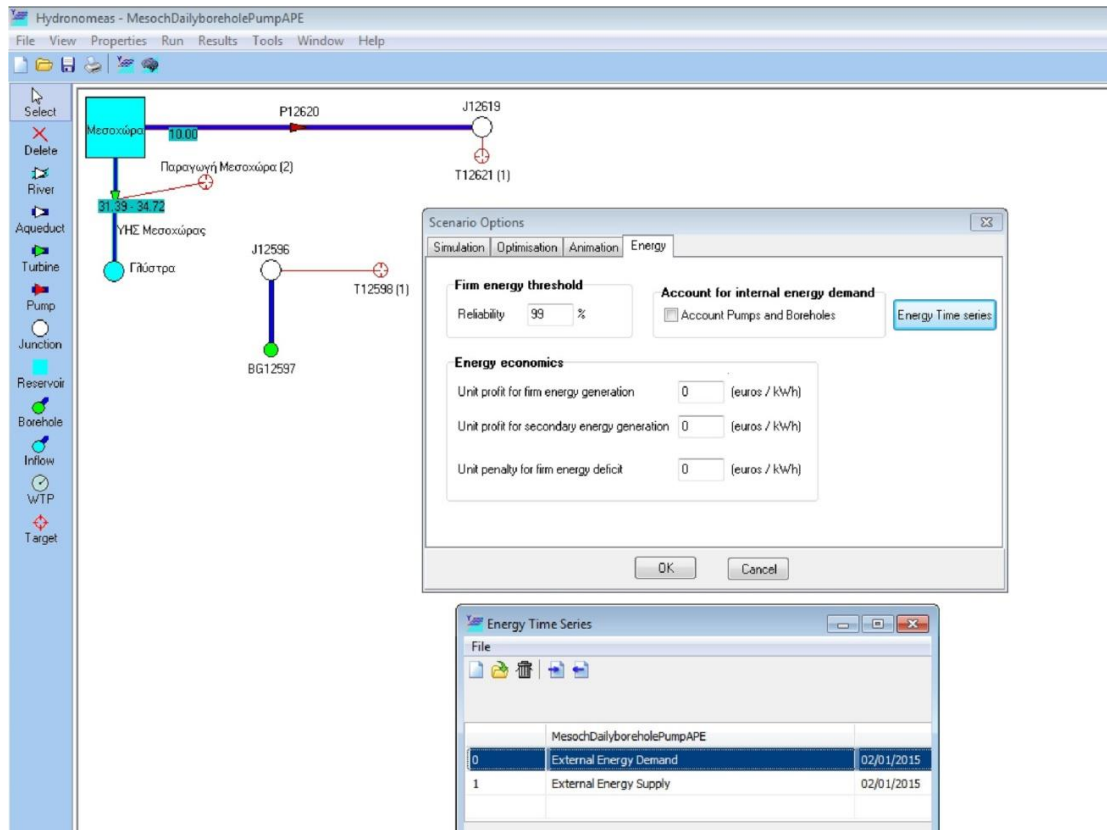 Hydronomeas - MesochDailyboreholePumpAPE
File View Properties Run Results Tools Window Help
Select
Delete
River
Aqueduct
Turbine
Pump
Junction
Reservoir
Borehole
Inflow
WTP
Target
Μεσοχώρα
10.00
P12620
J12619
T12621 (1)
Παραγωγή Μεσοχώρα (2)
31.39 - 34.72
ΥΗΣ Μεσοχώρας
Γλύστρα
J12596
T12598 (1)
BG12597
Scenario Options
Simulation Optimisation Animation Energy
Firm energy threshold
Reliability 99 %
Account for internal energy demand
Account Pumps and Boreholes
Energy Time series
Energy economics
Unit profit for firm energy generation 0 (euros / kWh)
Unit profit for secondary energy generation 0 (euros / kWh)
Unit penalty for firm energy deficit 0 (euros / kWh)
OK Cancel
Energy Time Series
File
MesochDailyboreholePumpAPE
0 External Energy Demand 02/01/2015
1 External Energy Supply 02/01/2015